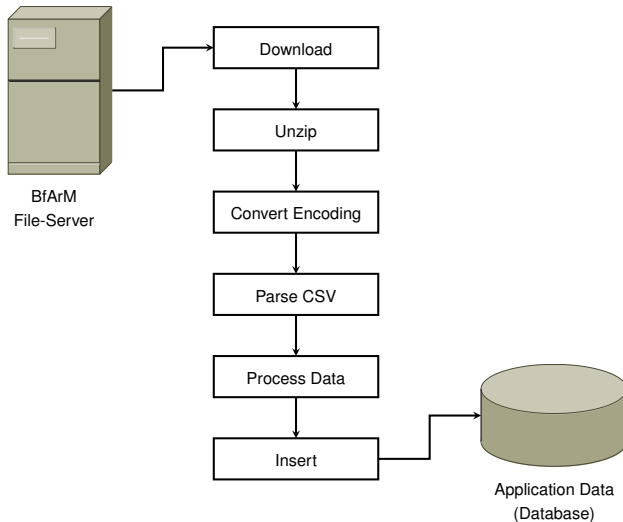 Download
Unzip
BfArM
File-Server
Convert Encoding
Parse CSV
Process Data
Insert
Application Data
(Database)